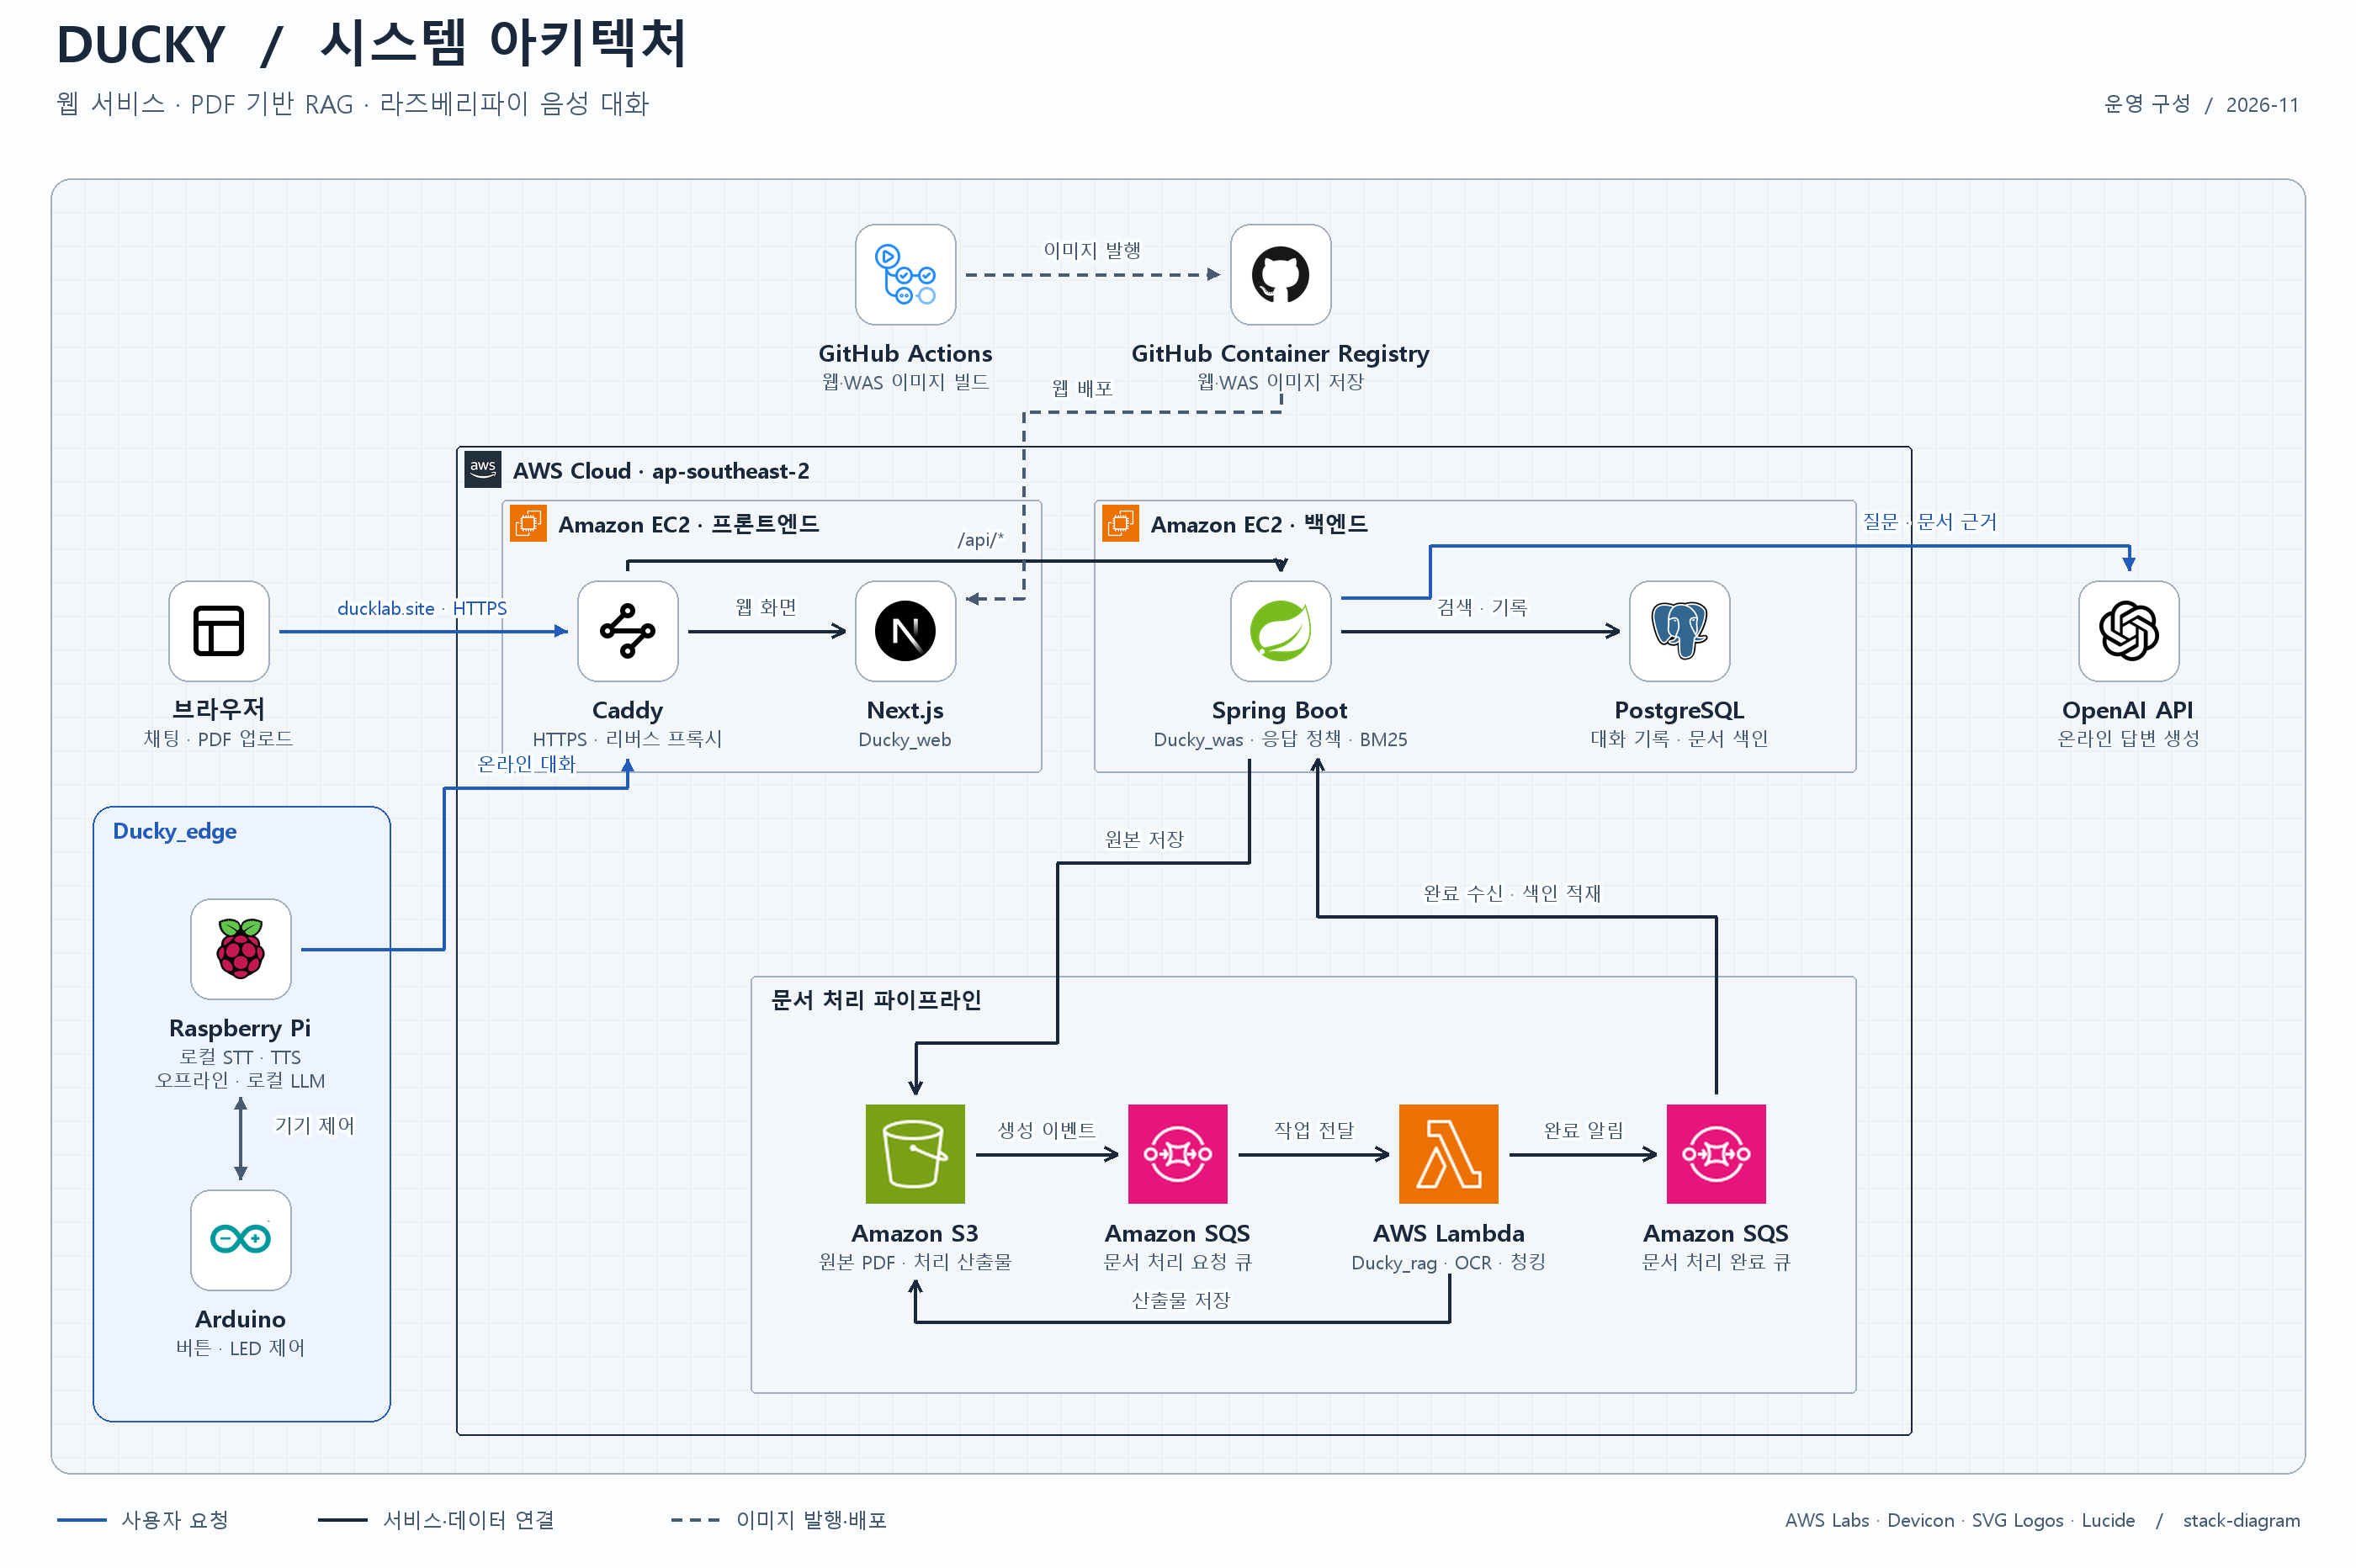 DUCKY / 시스템 아키텍처
웹 서비스 · PDF 기반 RAG · 라즈베리파이 음성 대화
운영 구성 / 2026-11
이미지 발행
GitHub Actions
웹·WAS 이미지 빌드
GitHub Container Registry
웹·WAS 이미지 저장
웹 배포
aws
AWS Cloud · ap-southeast-2
Amazon EC2 · 프론트엔드
Amazon EC2 · 백엔드
질문 · 문서 근거
/api/*
ducklab.site · HTTPS
웹 화면
검색 · 기록
브라우저
채팅 · PDF 업로드
Caddy
HTTPS · 리버스 프록시
Next.js
Ducky_web
Spring Boot
Ducky_was · 응답 정책 · BM25
PostgreSQL
대화 기록 · 문서 색인
OpenAI API
온라인 답변 생성
온라인 대화
Ducky_edge
원본 저장
완료 수신 · 색인 적재
문서 처리 파이프라인
Raspberry Pi
로컬 STT · TTS
오프라인 · 로컬 LLM
기기 제어
Arduino
버튼 · LED 제어
생성 이벤트
작업 전달
완료 알림
Amazon S3
원본 PDF · 처리 산출물
Amazon SQS
문서 처리 요청 큐
AWS Lambda
Ducky_rag · OCR · 청킹
Amazon SQS
문서 처리 완료 큐
산출물 저장
사용자 요청
서비스·데이터 연결
이미지 발행·배포
AWS Labs · Devicon · SVG Logos · Lucide / stack-diagram